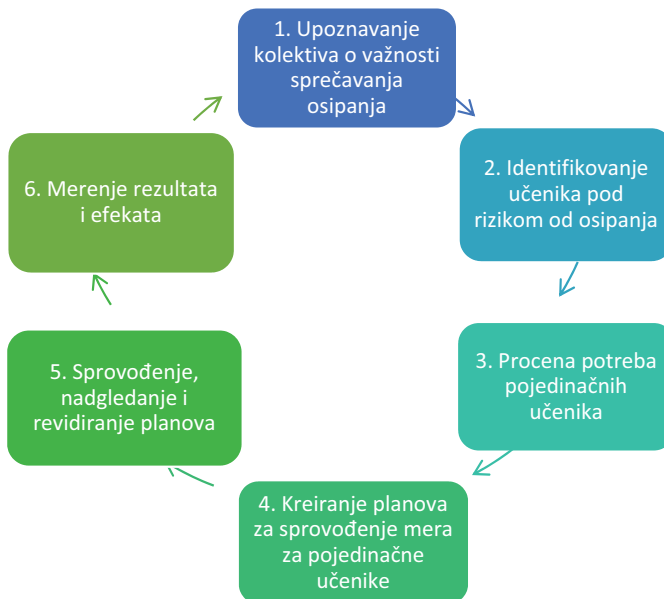 1. Upoznavanje
kolektiva o važnosti
sprečavanja
osipanja
2. Identifikovanje
učenika pod
rizikom od osipanja
3. Procena potreba
pojedinačnih
učenika
4. Kreiranje planova
za sprovođenje mera
za pojedinačne
učenike
5. Sprovođenje,
nadgledanje i
revidiranje planova
6. Merenje rezultata
i efekata